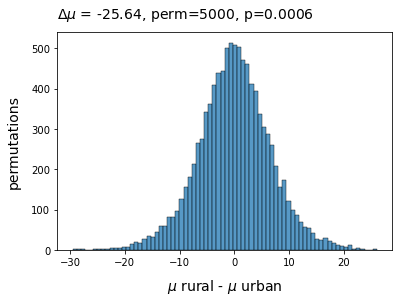 Δμ = -25.64, perm=5000, p=0.0006
500
400
300
200
100
0
permutations
−30 −20 −10 0 10 20
μ rural - μ urban